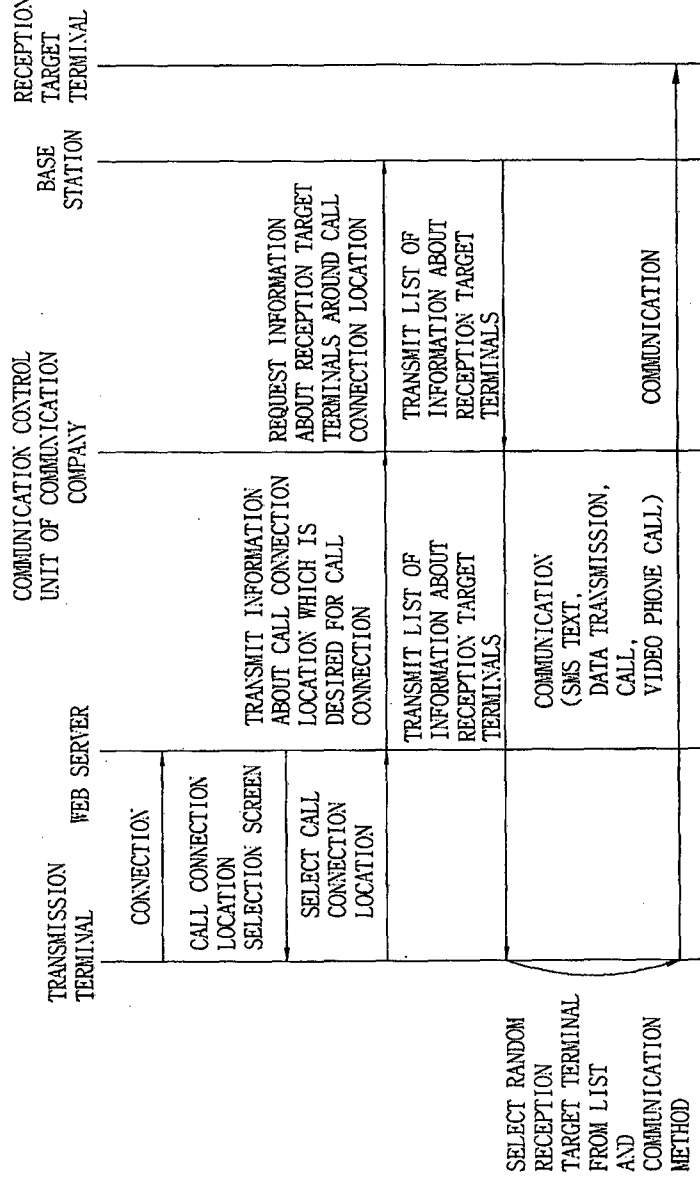 TRANSMISSION
TERMINAL
WEB SERVER
COMMUNICATION CONTROL
UNIT OF COMMUNICATION
COMPANY
BASE
STATION
RECEPTION
TARGET
TERMINAL
CONNECTION
CALL CONNECTION
LOCATION
SELECTION SCREEN
SELECT CALL
CONNECTION
LOCATION
TRANSMIT INFORMATION
ABOUT CALL CONNECTION
LOCATION WHICH IS
DESIRED FOR CALL
CONNECTION
REQUEST INFORMATION
ABOUT RECEPTION TARGET
TERMINALS AROUND CALL
CONNECTION LOCATION
TRANSMIT LIST OF
INFORMATION ABOUT
RECEPTION TARGET
TERMINALS
TRANSMIT LIST OF
INFORMATION ABOUT
RECEPTION TARGET
TERMINALS
SELECT RANDOM
RECEPTION
TARGET TERMINAL
FROM LIST
AND
COMMUNICATION
METHOD
COMMUNICATION
(SMS TEXT,
DATA TRANSMISSION,
CALL,
VIDEO PHONE CALL)
COMMUNICATION